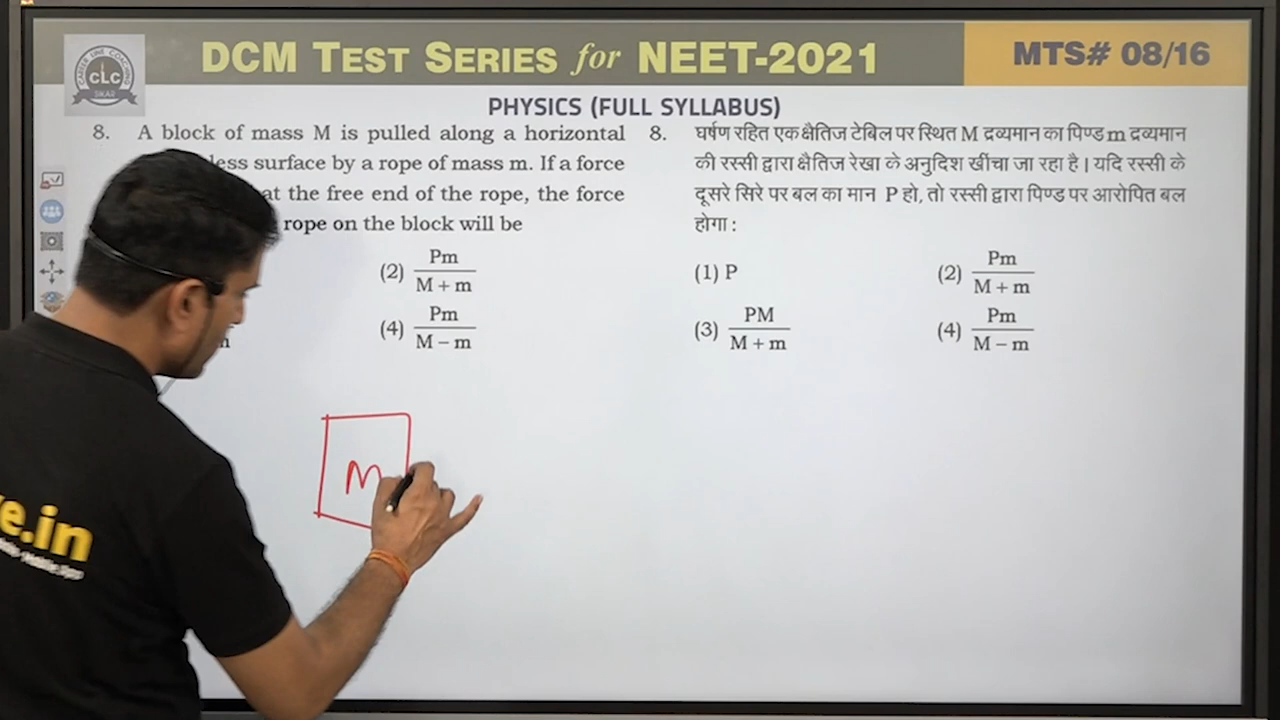 DCM TEST SERIES for NEET-2021
MTS# 08/16
CLC
SIKAR
PHYSICS (FULL SYLLABUS)
8. A block of mass M is pulled along a horizontal
less surface by a rope of mass m. If a force
at the free end of the rope, the force
rope on the block will be
(2) Pm / M + m
(4) Pm / M – m
8. घर्षण रहित एक क्षैतिज टेबिल पर स्थित M द्रव्यमान का पिण्ड m द्रव्यमान
की रस्सी द्वारा क्षैतिज रेखा के अनुदिश खींचा जा रहा है। यदि रस्सी के
दूसरे सिरे पर बल का मान P हो, तो रस्सी द्वारा पिण्ड पर आरोपित बल
होगा :
(1) P
(2) Pm / M + m
(3) PM / M + m
(4) Pm / M – m
M
e.in